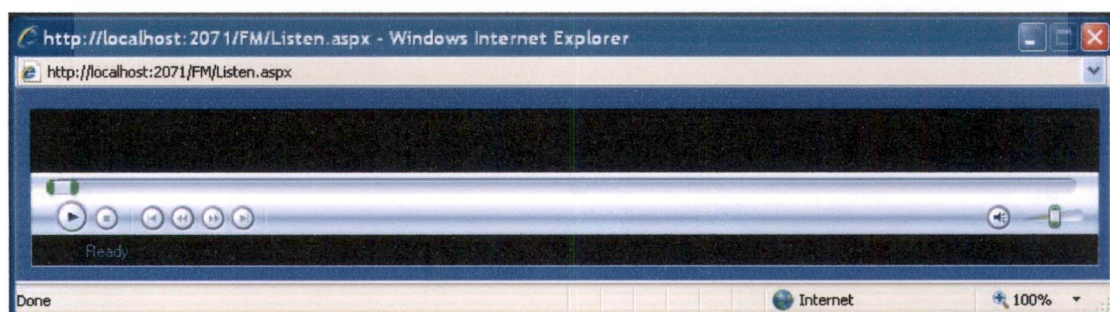 http://localhost:2071/FM/Listen.aspx - Windows Internet Explorer
http://localhost:2071/FM/Listen.aspx
Ready
Done Internet 100%